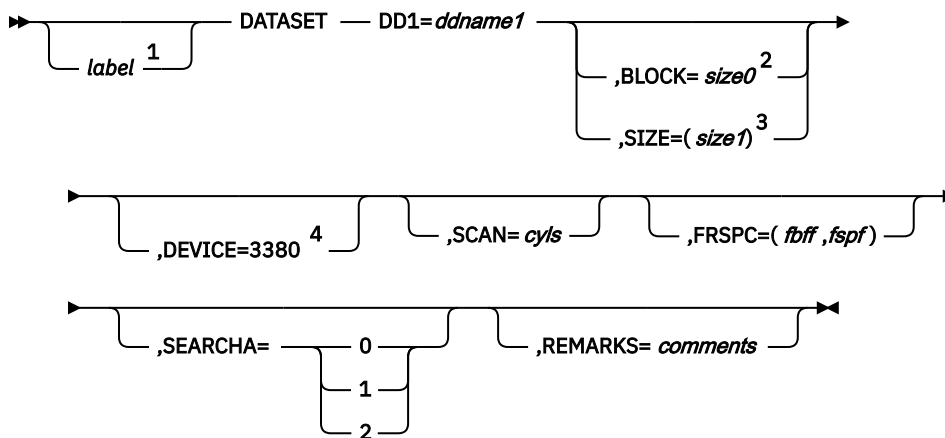 DATASET DD1=ddname1
label 1
,BLOCK= size0 2
,SIZE=( size1) 3
,DEVICE=3380 4
,SCAN= cyls
,FRSPC=( fbff ,fspf )
,SEARCHA= 0
1
2
,REMARKS= comments